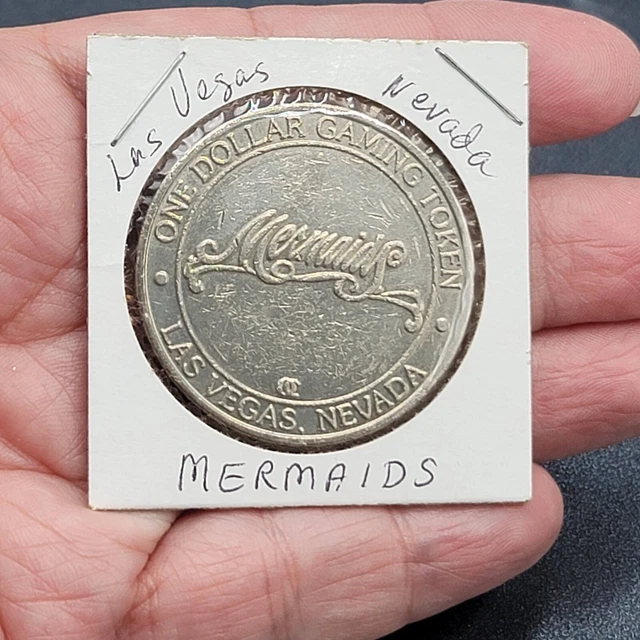 Las Vegas Nevada
ONE DOLLAR GAMING TOKEN
Mermaids
LAS VEGAS, NEVADA
MERMAIDS